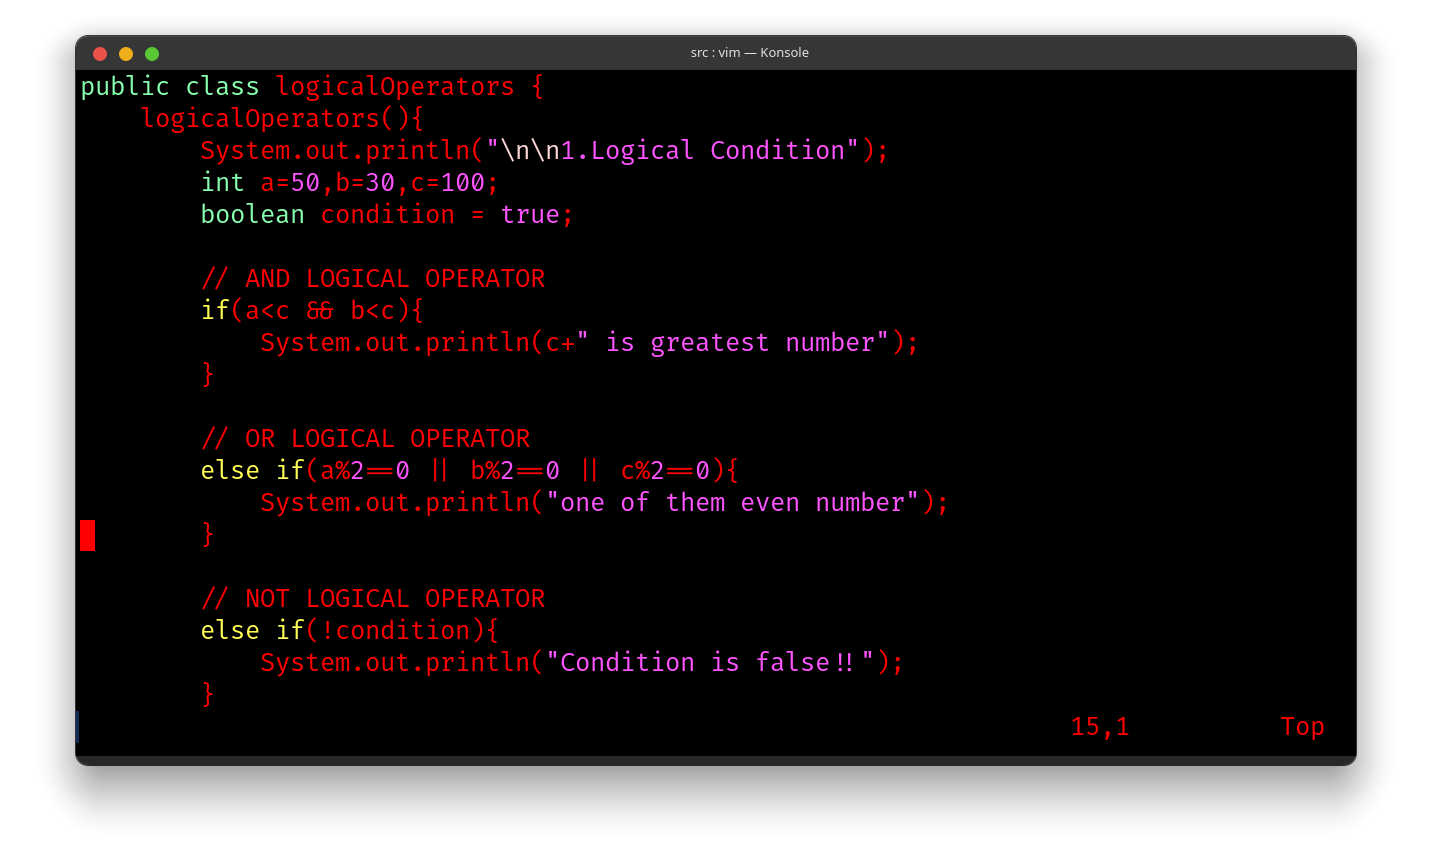 src : vim — Konsole
public class logicalOperators {
    logicalOperators(){
        System.out.println("\n\n1.Logical Condition");
        int a=50,b=30,c=100;
        boolean condition = true;

        // AND LOGICAL OPERATOR
        if(a<c && b<c){
            System.out.println(c+" is greatest number");
        }

        // OR LOGICAL OPERATOR
        else if(a%2==0 || b%2==0 || c%2==0){
            System.out.println("one of them even number");
        }

        // NOT LOGICAL OPERATOR
        else if(!condition){
            System.out.println("Condition is false!!");
        }
15,1 Top